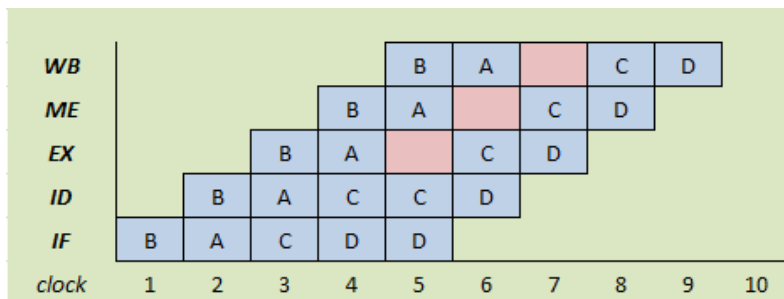 WB B A C D
ME B A C D
EX B A C D
ID B A C C D
IF B A C D D
clock 1 2 3 4 5 6 7 8 9 10